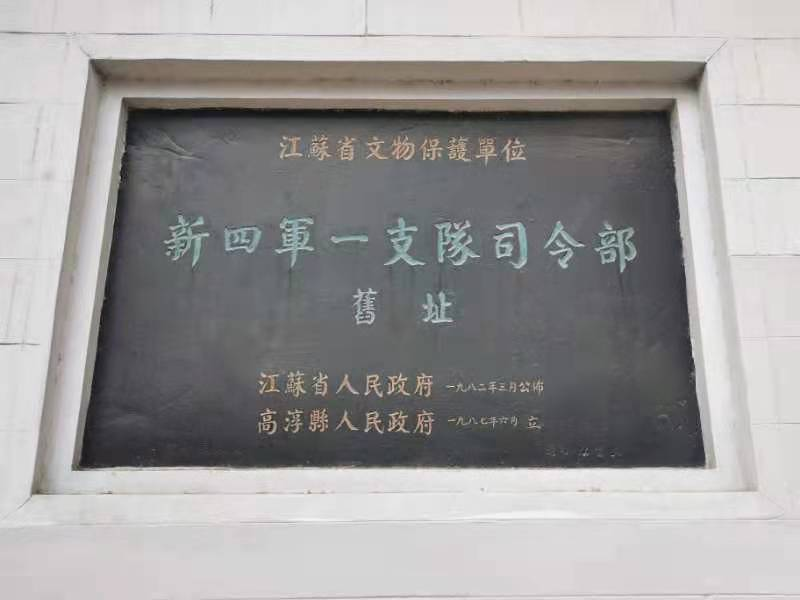 江蘇省文物保護單位
新四軍一支隊司令部
舊址
江蘇省人民政府 一九八二年三月公佈
高淳縣人民政府 一九八七年六月 立